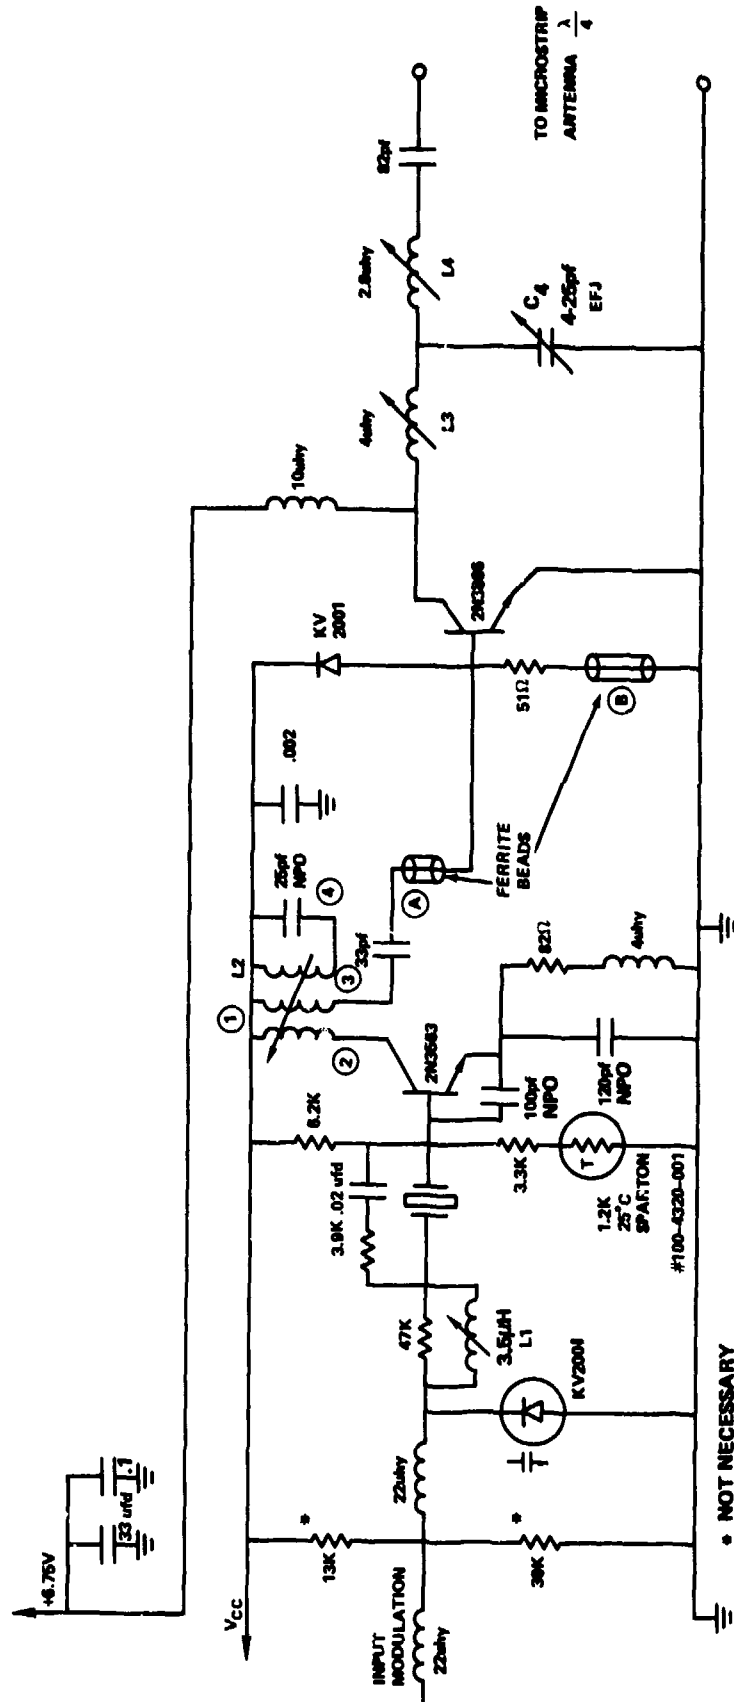 +6.75V
33 ufd
.1
VCC
INPUT
MODULATION
22uhy
13K
*
30K
*
22uhy
47K
3.5µH
L1
KV2001
3.9K
.02 ufd
6.2K
3.3K
T
1.2K
25°C
SPARTON
#100-4320-001
2N3563
100pf
NPO
120pf
NPO
82Ω
4uhy
1
2
3
4
L2
25pf
NPO
33pf
.002
A
FERRITE
BEADS
B
51Ω
KV
2001
2N3866
10uhy
4uhy
L3
2.8uhy
L4
C4
4-25pf
EFJ
82pf
TO MICROSTRIP
ANTENNA λ/4
* NOT NECESSARY